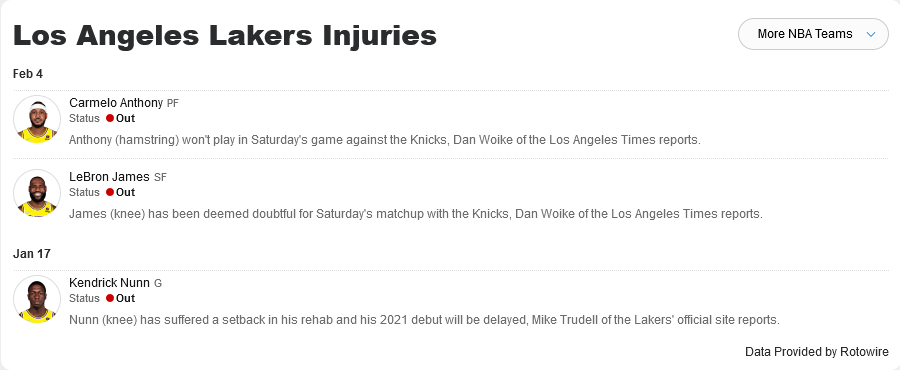 Los Angeles Lakers Injuries
More NBA Teams
Feb 4
Carmelo Anthony PF
Status Out
Anthony (hamstring) won't play in Saturday's game against the Knicks, Dan Woike of the Los Angeles Times reports.
LeBron James SF
Status Out
James (knee) has been deemed doubtful for Saturday's matchup with the Knicks, Dan Woike of the Los Angeles Times reports.
Jan 17
Kendrick Nunn G
Status Out
Nunn (knee) has suffered a setback in his rehab and his 2021 debut will be delayed, Mike Trudell of the Lakers' official site reports.
Data Provided by Rotowire